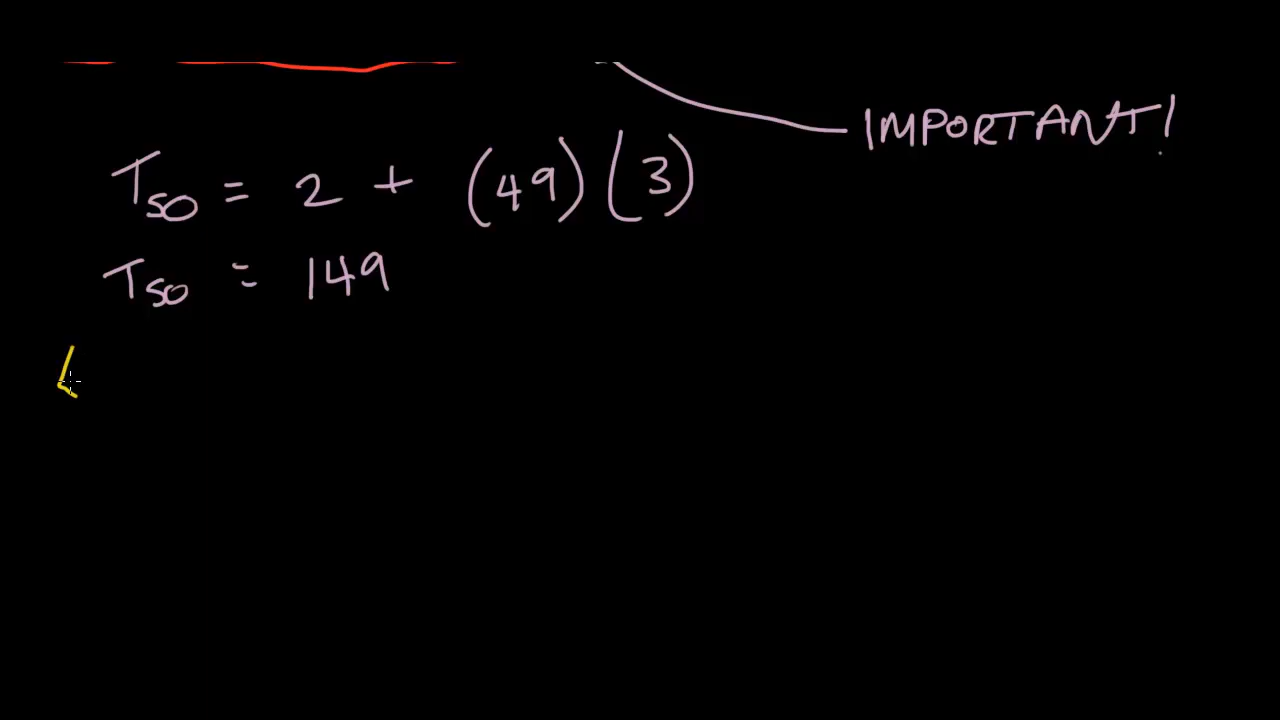 IMPORTANT!
T50 = 2 + (49)(3)
T50 = 149